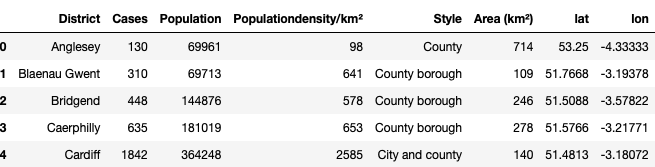 District Cases Population Populationdensity/km² Style Area (km²) lat lon
0 Anglesey 130 69961 98 County 714 53.25 -4.33333
1 Blaenau Gwent 310 69713 641 County borough 109 51.7668 -3.19378
2 Bridgend 448 144876 578 County borough 246 51.5088 -3.57822
3 Caerphilly 635 181019 653 County borough 278 51.5766 -3.21771
4 Cardiff 1842 364248 2585 City and county 140 51.4813 -3.18072